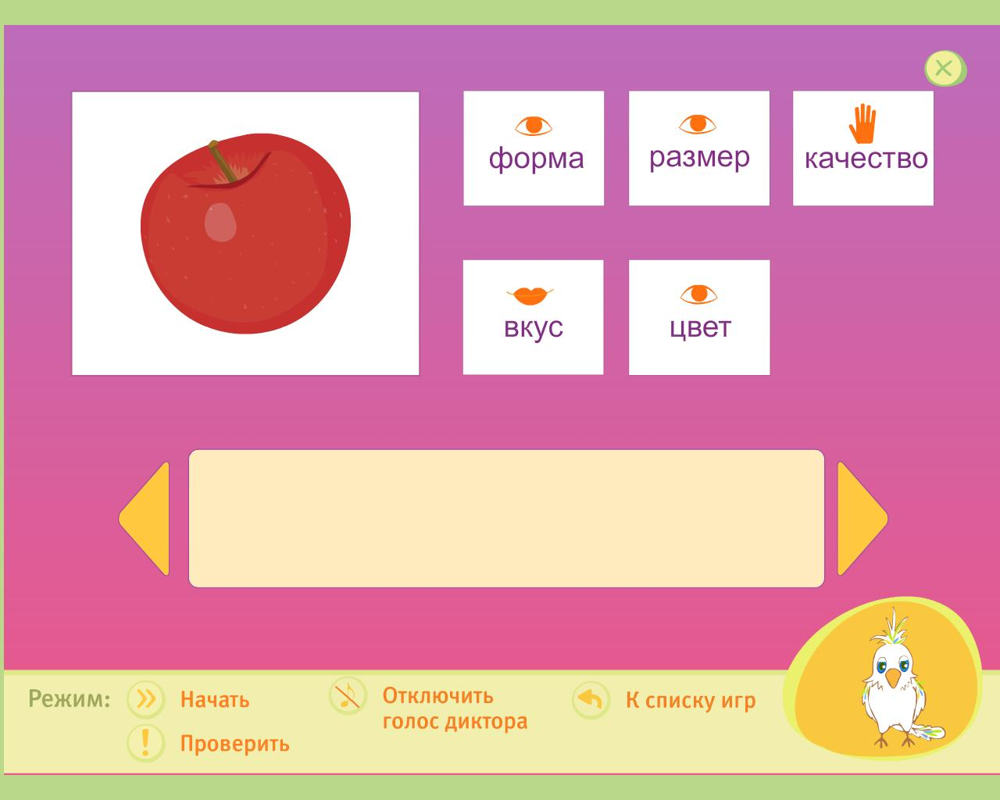 форма
размер
качество
вкус
цвет
Режим:
Начать
Проверить
Отключить
голос диктора
К списку игр